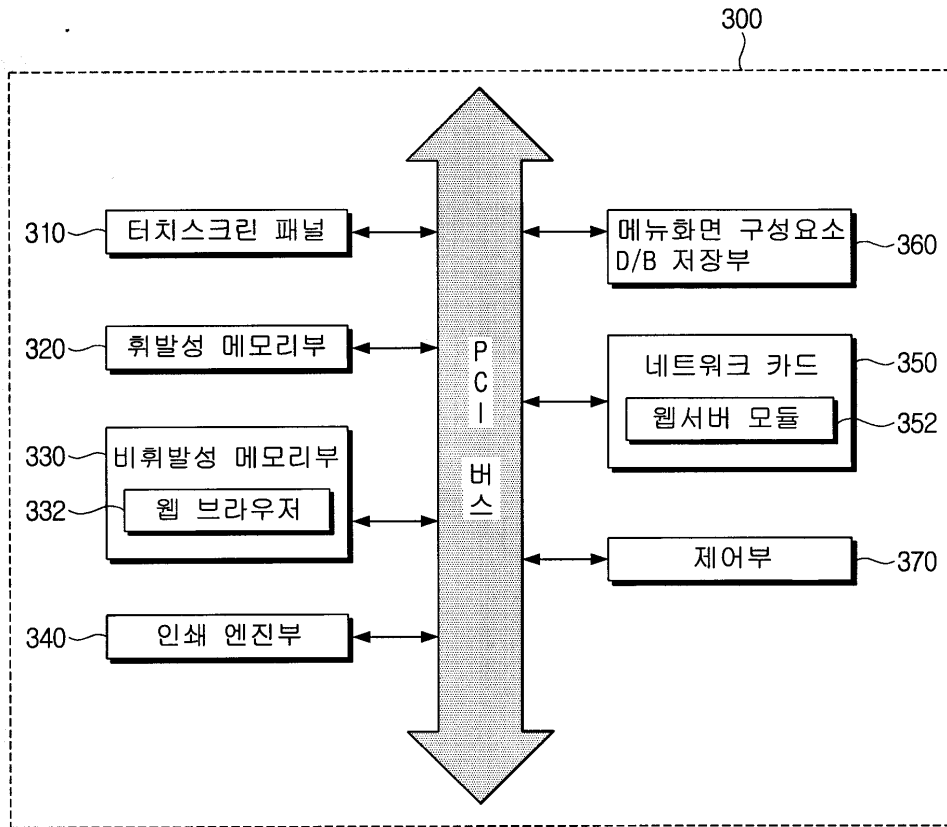 300
310
터치스크린 패널
320
휘발성 메모리부
330
비휘발성 메모리부
332
웹 브라우저
340
인쇄 엔진부
PCI 버스
메뉴화면 구성요소
D/B 저장부
360
네트워크 카드
350
웹서버 모듈
352
제어부
370